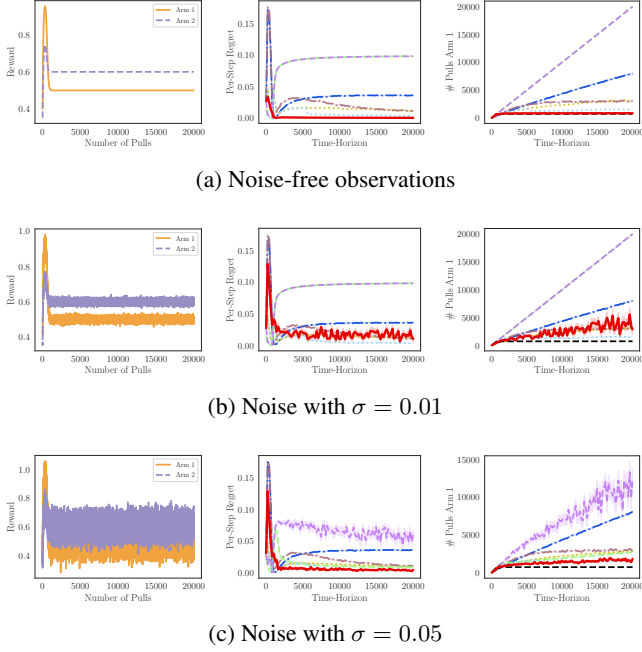 Reward
1.0
0.8
0.6
0.4
Arm 1
Arm 2
0 5000 10000 15000 20000
Number of Pulls
Per-Step Regret
0.15
0.10
0.05
0.00
0 5000 10000 15000 20000
Time-Horizon
# Pulls Arm 1
20000
15000
10000
5000
0
0 5000 10000 15000 20000
Time-Horizon
(a) Noise-free observations
Reward
1.0
0.8
0.6
0.4
Arm 1
Arm 2
0 5000 10000 15000 20000
Number of Pulls
Per-Step Regret
0.15
0.10
0.05
0.00
0 5000 10000 15000 20000
Time-Horizon
# Pulls Arm 1
20000
15000
10000
5000
0
0 5000 10000 15000 20000
Time-Horizon
(b) Noise with σ = 0.01
Reward
1.0
0.8
0.6
0.4
Arm 1
Arm 2
0 5000 10000 15000 20000
Number of Pulls
Per-Step Regret
0.15
0.10
0.05
0.00
0 5000 10000 15000 20000
Time-Horizon
# Pulls Arm 1
15000
10000
5000
0
0 5000 10000 15000 20000
Time-Horizon
(c) Noise with σ = 0.05